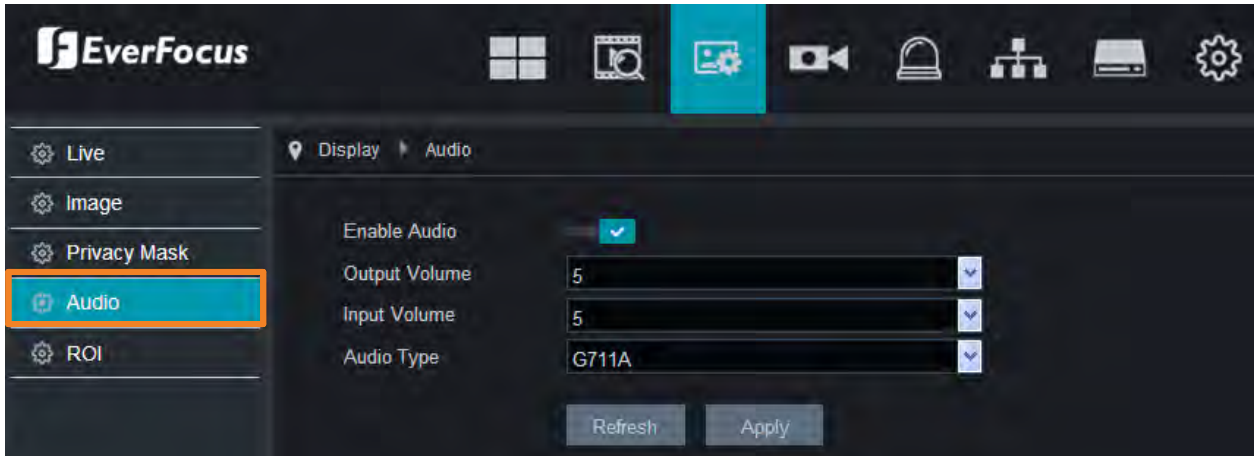 EverFocus
Live
Image
Privacy Mask
Audio
ROI
Display Audio
Enable Audio
Output Volume 5
Input Volume 5
Audio Type G711A
Refresh Apply